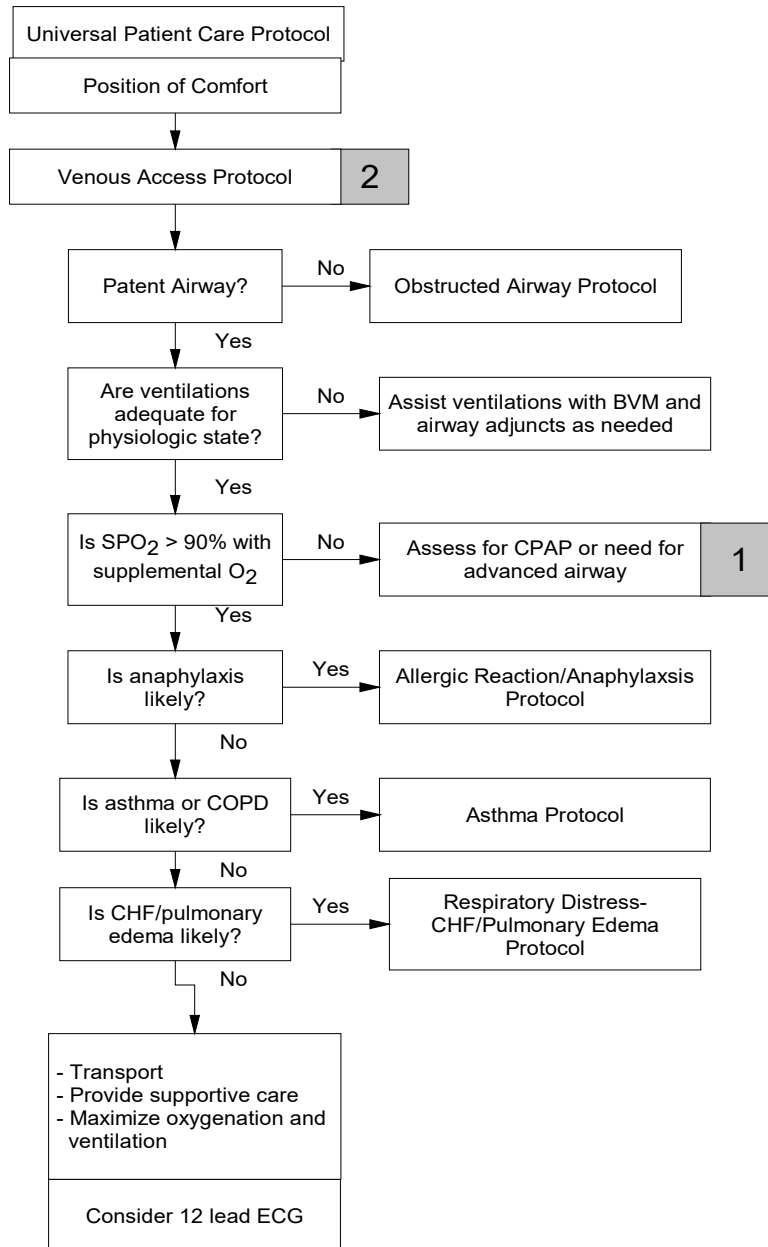 Universal Patient Care Protocol
Position of Comfort
Venous Access Protocol
2
Patent Airway?
No
Obstructed Airway Protocol
Yes
Are ventilations
adequate for
physiologic state?
No
Assist ventilations with BVM and
airway adjuncts as needed
Yes
Is SPO2 > 90% with
supplemental O2
No
Assess for CPAP or need for
advanced airway
1
Yes
Is anaphylaxis
likely?
Yes
Allergic Reaction/Anaphylaxsis
Protocol
No
Is asthma or COPD
likely?
Yes
Asthma Protocol
No
Is CHF/pulmonary
edema likely?
Yes
Respiratory Distress-
CHF/Pulmonary Edema
Protocol
No
- Transport
- Provide supportive care
- Maximize oxygenation and
ventilation
Consider 12 lead ECG